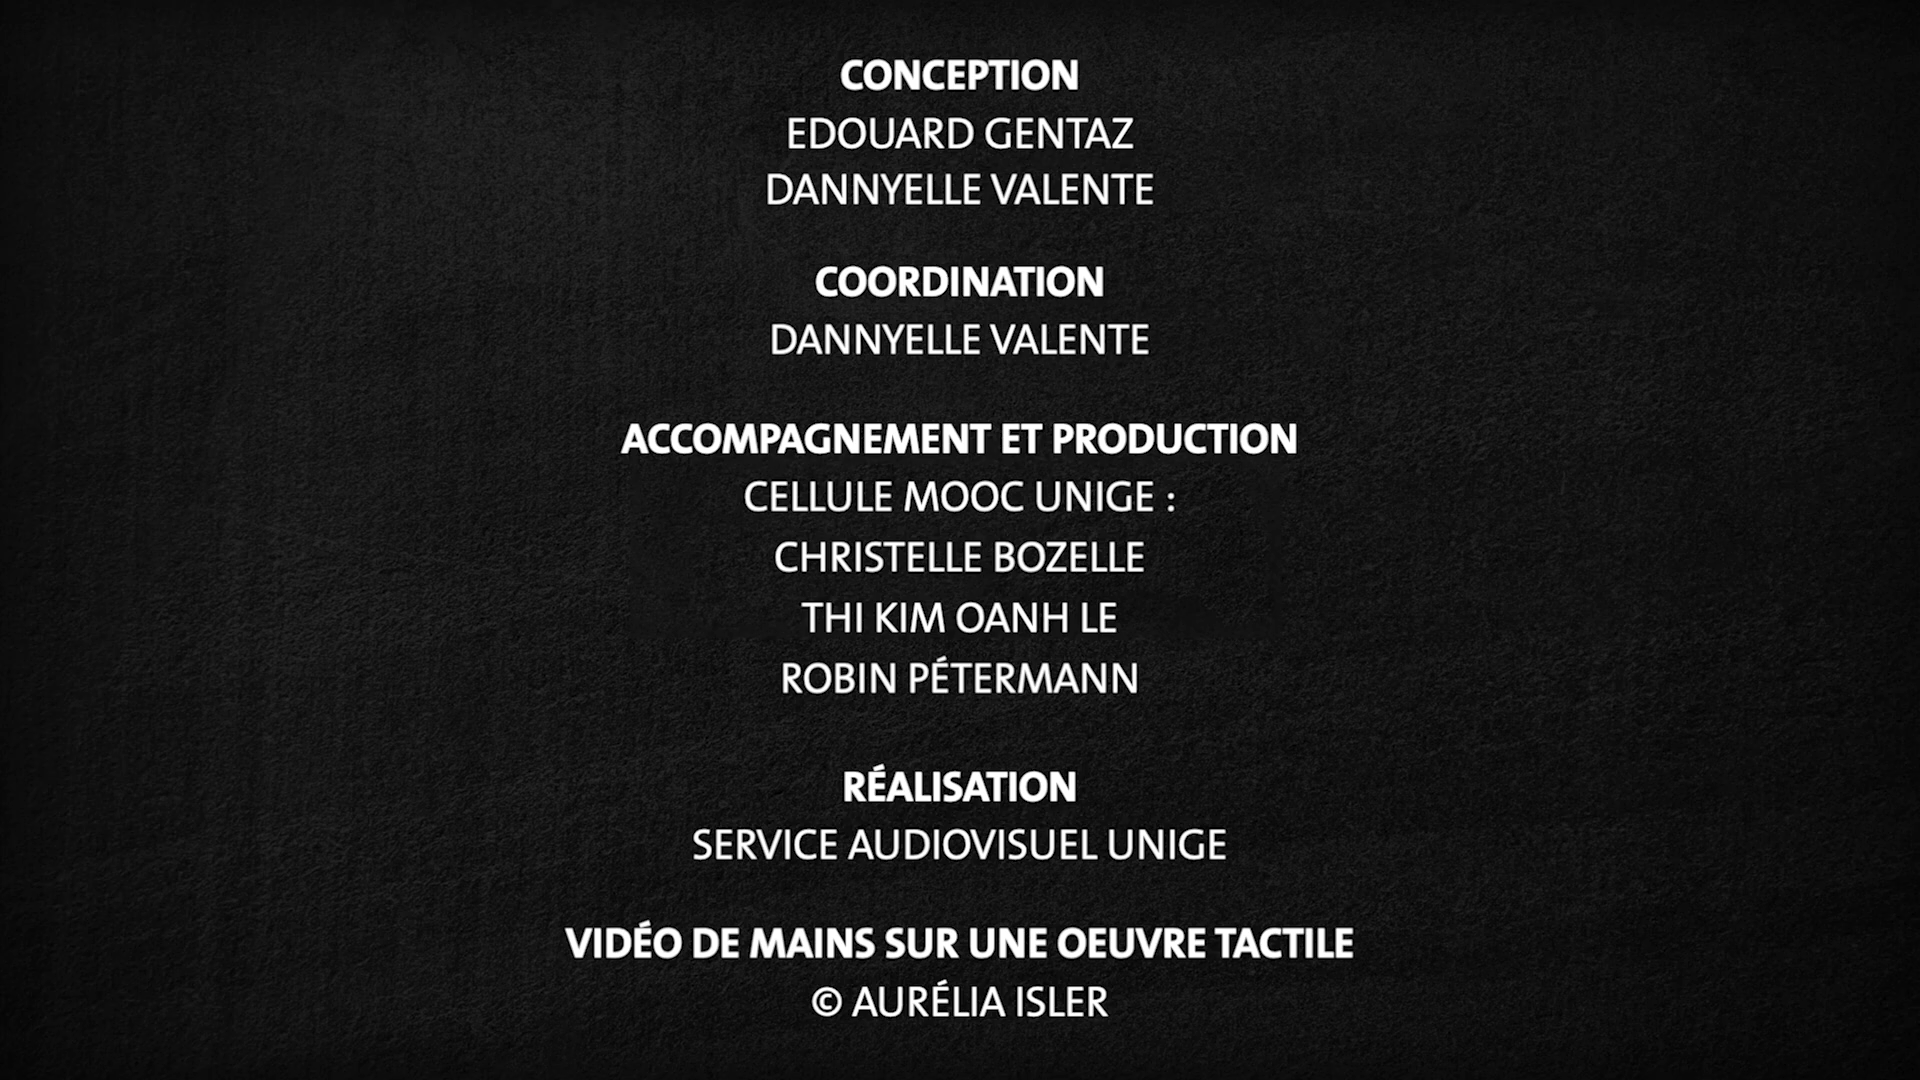 CONCEPTION
EDOUARD GENTAZ
DANNYELLE VALENTE
COORDINATION
DANNYELLE VALENTE
ACCOMPAGNEMENT ET PRODUCTION
CELLULE MOOC UNIGE :
CHRISTELLE BOZELLE
THI KIM OANH LE
ROBIN PÉTERMANN
RÉALISATION
SERVICE AUDIOVISUEL UNIGE
VIDÉO DE MAINS SUR UNE OEUVRE TACTILE
© AURÉLIA ISLER